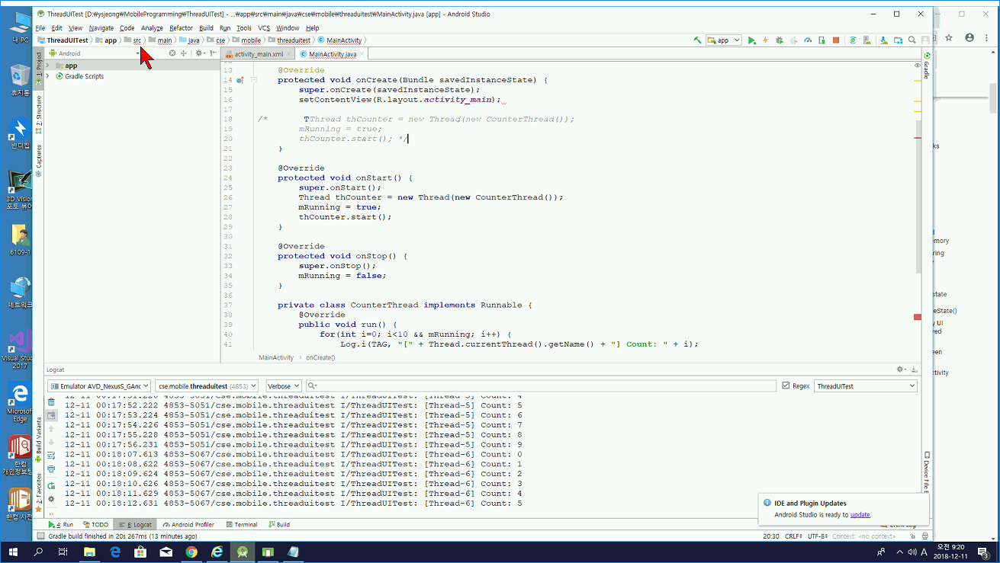 ThreadUITest [D:₩ysjeong₩MobileProgramming₩ThreadUITest] - ...₩app₩src₩main₩java₩cse₩mobile₩threaduitest₩MainActivity.java [app] - Android Studio
File Edit View Navigate Code Analyze Refactor Build Run Tools VCS Window Help
ThreadUITest app src main java cse mobile threaduitest MainActivity
app
Android
activity_main.xml MainActivity.java
app
Gradle Scripts
1: Project
Z: Structure
Captures
Build Variants
2: Favorites
Gradle
내 PC
휴지통
반디집
3D Vision
포토 뷰어
6109-1
네트워크
Visual Stud
2017
Microsoft
Edge
한컴
한컴 사전
13 @Override
14 protected void onCreate(Bundle savedInstanceState) {
15 super.onCreate(savedInstanceState);
16 setContentView(R.layout.activity_main);
17
18 /* TThread thCounter = new Thread(new CounterThread());
19 mRunning = true;
20 thCounter.start(); */
21 }
22
23 @Override
24 protected void onStart() {
25 super.onStart();
26 Thread thCounter = new Thread(new CounterThread());
27 mRunning = true;
28 thCounter.start();
29 }
30
31 @Override
32 protected void onStop() {
33 super.onStop();
34 mRunning = false;
35 }
36
37 private class CounterThread implements Runnable {
38 @Override
39 public void run() {
40 for(int i=0; i<10 && mRunning; i++) {
41 Log.i(TAG, "[" + Thread.currentThread().getName() + "] Count: " + i);
MainActivity onCreate()
Logcat
Emulator AVD_NexusS_GAnd cse.mobile.threaduitest (4853) Verbose Regex ThreadUITest
12-11 00:17:51.220 4853-5051/cse.mobile.threaduitest I/ThreadUITest: [Thread-5] Count: 4
12-11 00:17:52.222 4853-5051/cse.mobile.threaduitest I/ThreadUITest: [Thread-5] Count: 5
12-11 00:17:53.224 4853-5051/cse.mobile.threaduitest I/ThreadUITest: [Thread-5] Count: 6
12-11 00:17:54.226 4853-5051/cse.mobile.threaduitest I/ThreadUITest: [Thread-5] Count: 7
12-11 00:17:55.228 4853-5051/cse.mobile.threaduitest I/ThreadUITest: [Thread-5] Count: 8
12-11 00:17:56.231 4853-5051/cse.mobile.threaduitest I/ThreadUITest: [Thread-5] Count: 9
12-11 00:18:07.613 4853-5067/cse.mobile.threaduitest I/ThreadUITest: [Thread-6] Count: 0
12-11 00:18:08.622 4853-5067/cse.mobile.threaduitest I/ThreadUITest: [Thread-6] Count: 1
12-11 00:18:09.624 4853-5067/cse.mobile.threaduitest I/ThreadUITest: [Thread-6] Count: 2
12-11 00:18:10.626 4853-5067/cse.mobile.threaduitest I/ThreadUITest: [Thread-6] Count: 3
12-11 00:18:11.629 4853-5067/cse.mobile.threaduitest I/ThreadUITest: [Thread-6] Count: 4
12-11 00:18:12.631 4853-5067/cse.mobile.threaduitest I/ThreadUITest: [Thread-6] Count: 5
Device File E
IDE and Plugin Updates
Android Studio is ready to update.
4: Run TODO 6: Logcat Android Profiler Terminal Build Event Log
Gradle build finished in 20s 267ms (13 minutes ago) 20:30 CRLF UTF-8 Context: <no context>
ks
emory
ring
state
eState()
y UI
ved
een
ctivity
A
오전 9:20
2018-12-11
3